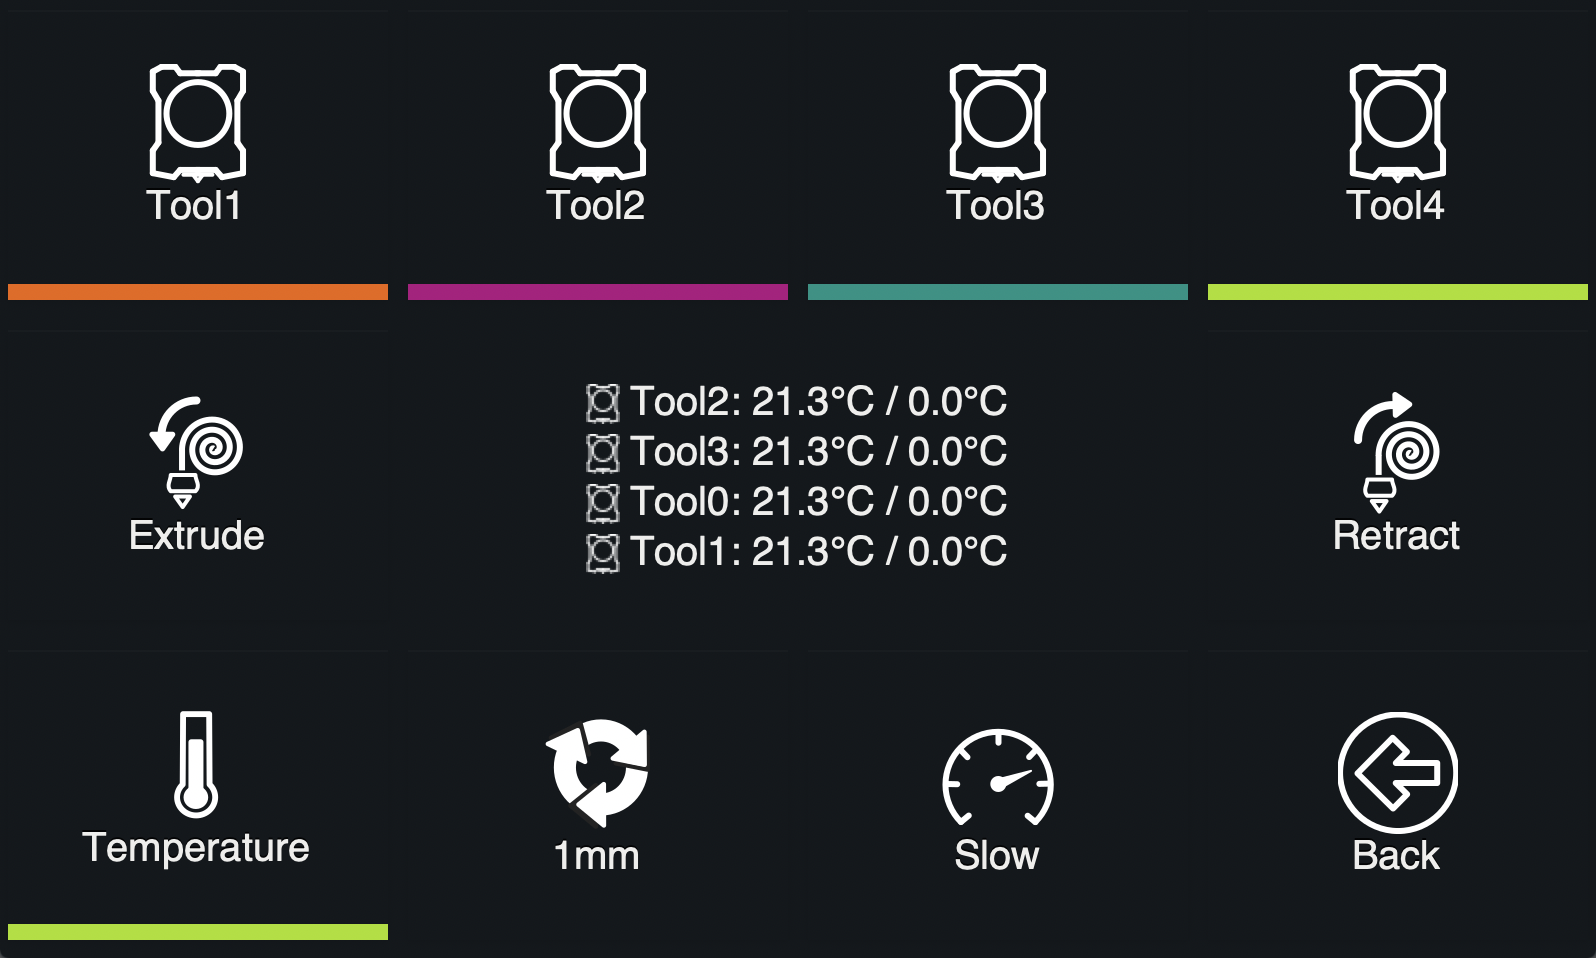 Tool1
Tool2
Tool3
Tool4
Extrude
Tool2: 21.3°C / 0.0°C
Tool3: 21.3°C / 0.0°C
Tool0: 21.3°C / 0.0°C
Tool1: 21.3°C / 0.0°C
Retract
Temperature
1mm
Slow
Back